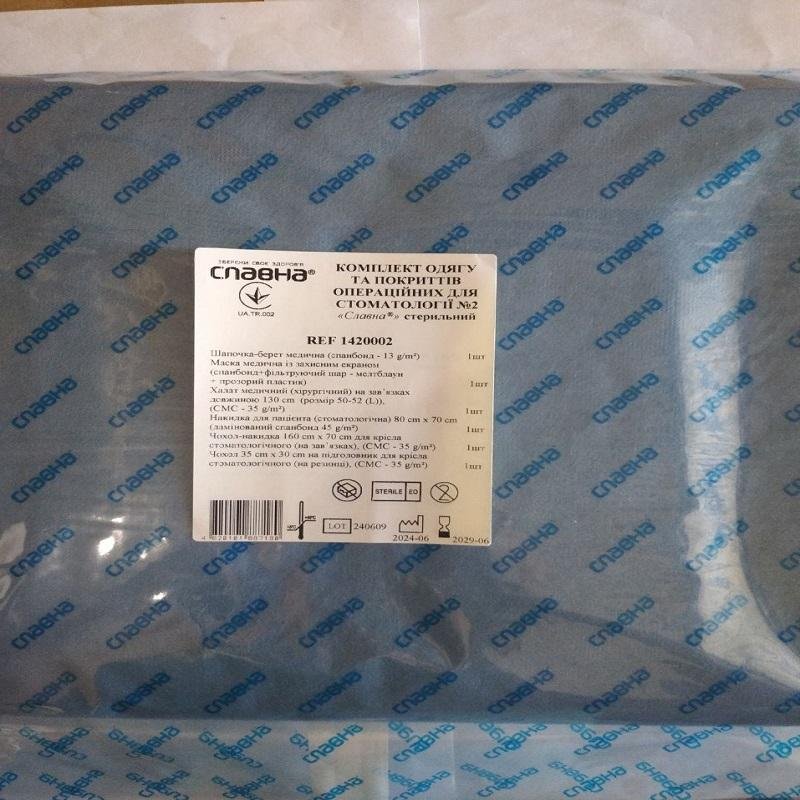 ЗБЕРЕЖИ СВОЄ ЗДОРОВ'Я
СЛАВНА®
UA.TR.002
КОМПЛЕКТ ОДЯГУ
ТА ПОКРИТТІВ
ОПЕРАЦІЙНИХ ДЛЯ
СТОМАТОЛОГІЇ №2
«Славна®» стерильний
REF 1420002
Шапочка-берет медична (спанбонд - 13 g/m²) 1шт
Маска медична із захисним екраном
(спанбонд+фільтруючий шар - мелтблаун
+ прозорий пластик) 1 шт
Халат медичний (хірургічний) на зав'язках
довжиною 130 cm (розмір 50-52 (L)),
(СМС - 35 g/m²) 1шт
Накидка для пацієнта (стоматологічна) 80 cm x 70 cm
(ламінований спанбонд 45 g/m²) 1шт
Чохол-накидка 160 cm x 70 cm для крісла
стоматологічного (на зав'язках), (СМС - 35 g/m²) 1шт
Чохол 35 cm x 30 cm на підголовник для крісла
стоматологічного (на резинці), (СМС - 35 g/m²) 1шт
STERILE EO
LOT 240609
2024-06
2029-06